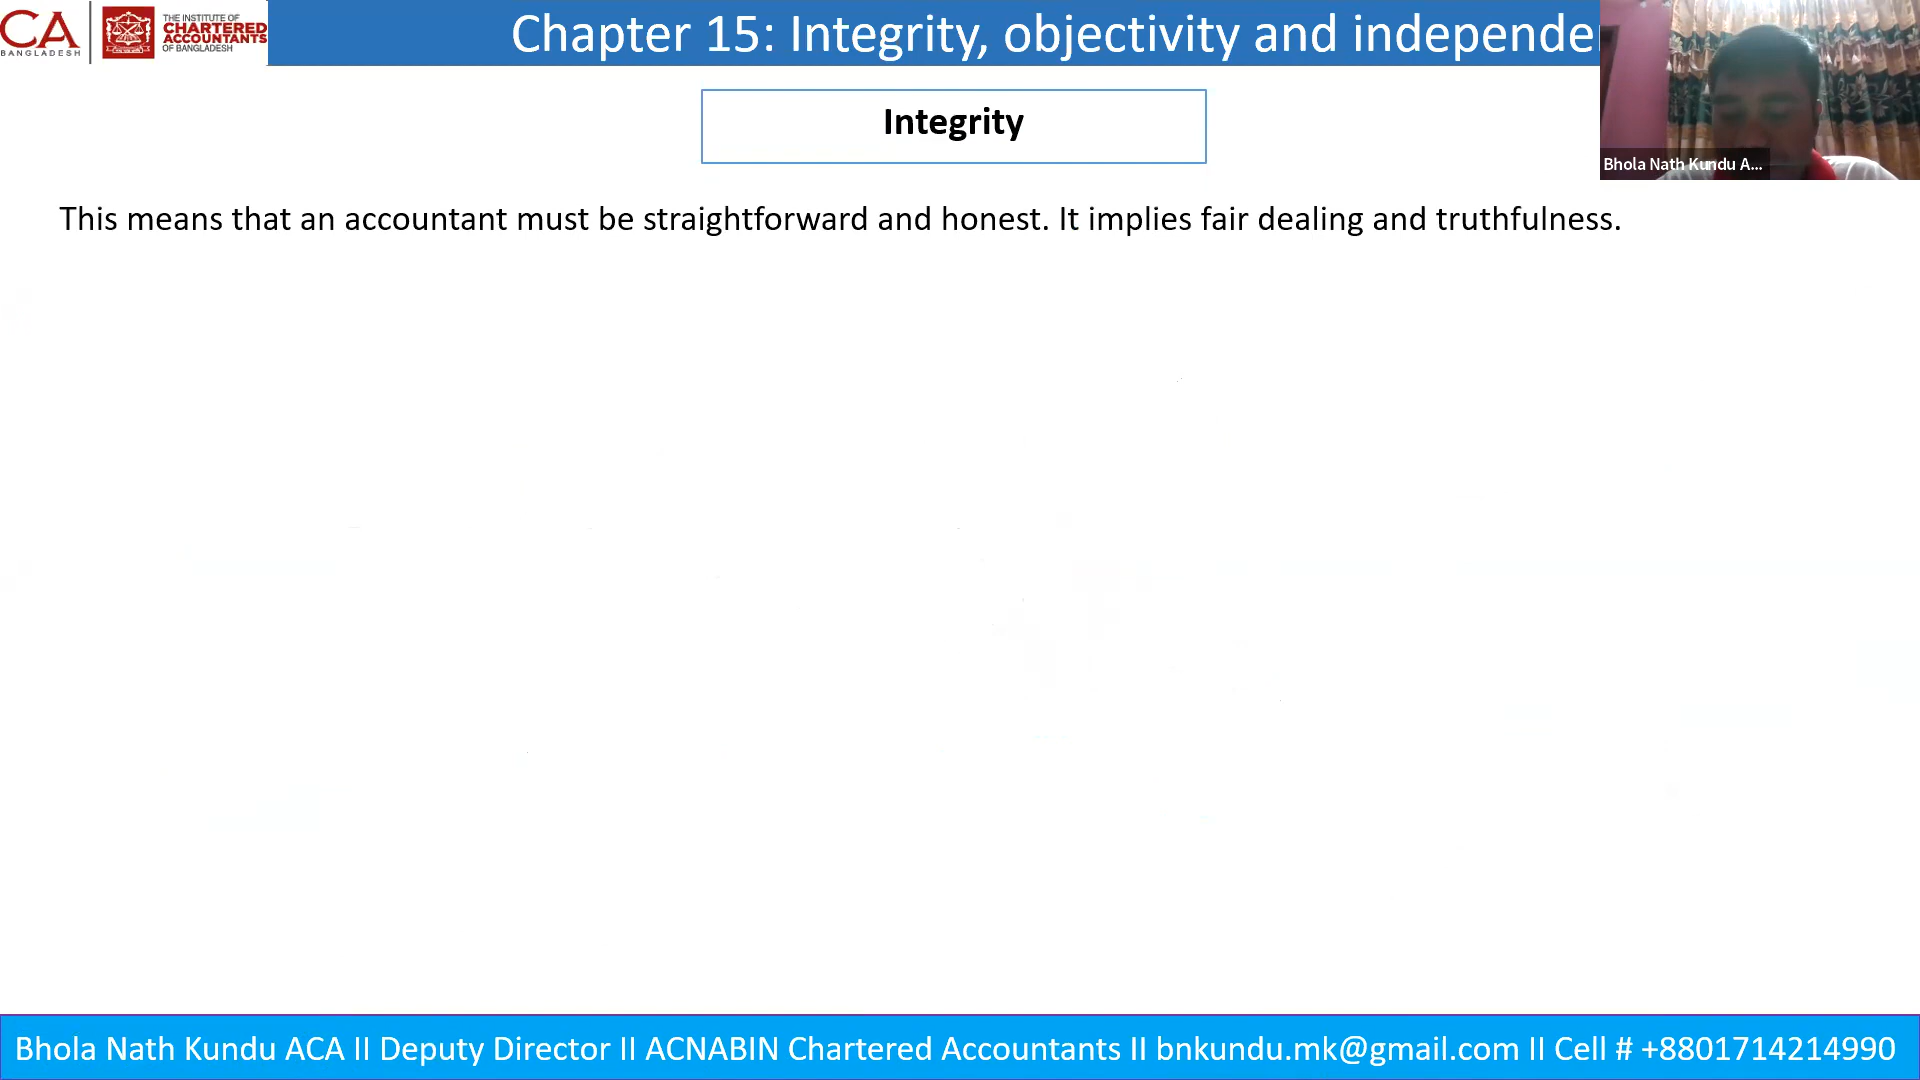 CA
BANGLADESH
THE INSTITUTE OF
CHARTERED
ACCOUNTANTS
OF BANGLADESH
Chapter 15: Integrity, objectivity and independe
Bhola Nath Kundu A...
Integrity
This means that an accountant must be straightforward and honest. It implies fair dealing and truthfulness.
Bhola Nath Kundu ACA II Deputy Director II ACNABIN Chartered Accountants II bnkundu.mk@gmail.com II Cell # +8801714214990